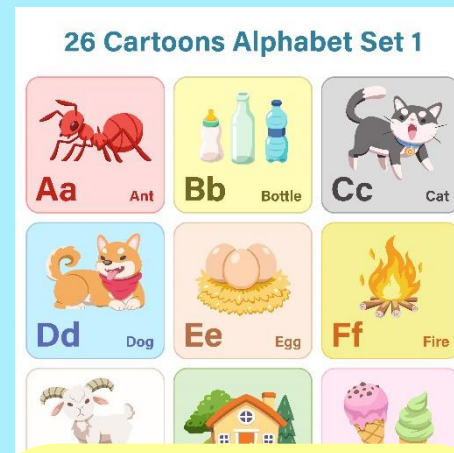 26 Cartoons Alphabet Set 1
Aa Ant
Bb Bottle
Cc Cat
Dd Dog
Ee Egg
Ff Fire